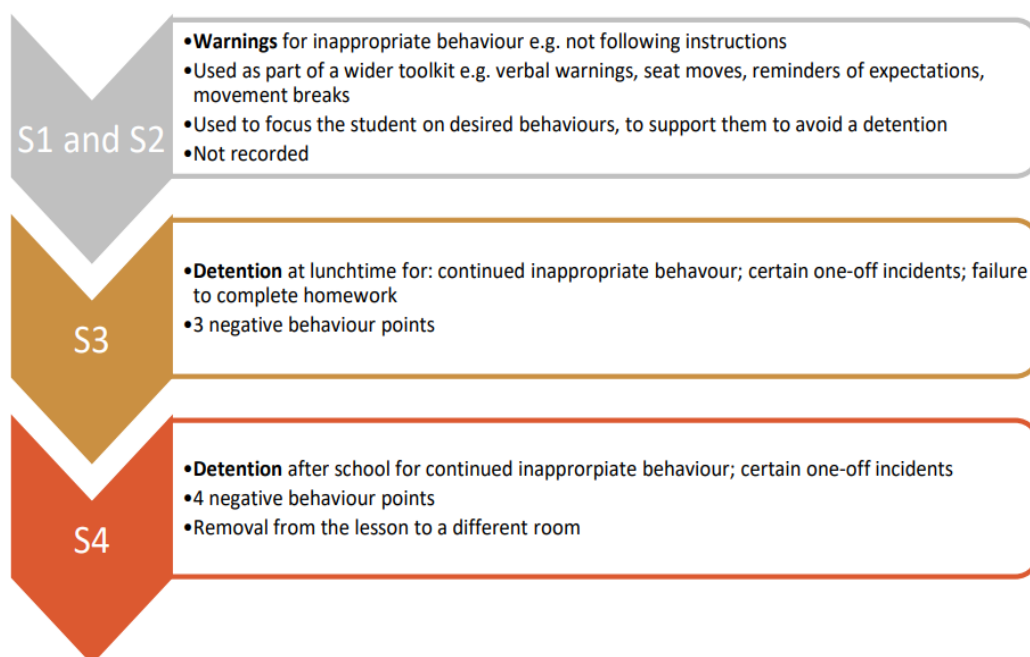 S1 and S2
•Warnings for inappropriate behaviour e.g. not following instructions
•Used as part of a wider toolkit e.g. verbal warnings, seat moves, reminders of expectations,
movement breaks
•Used to focus the student on desired behaviours, to support them to avoid a detention
•Not recorded
S3
•Detention at lunchtime for: continued inappropriate behavour; certain one-off incidents; failure
to complete homework
•3 negative behaviour points
S4
•Detention after school for continued inapprorpiate behaviour; certain one-off incidents
•4 negative behaviour points
•Removal from the lesson to a different room